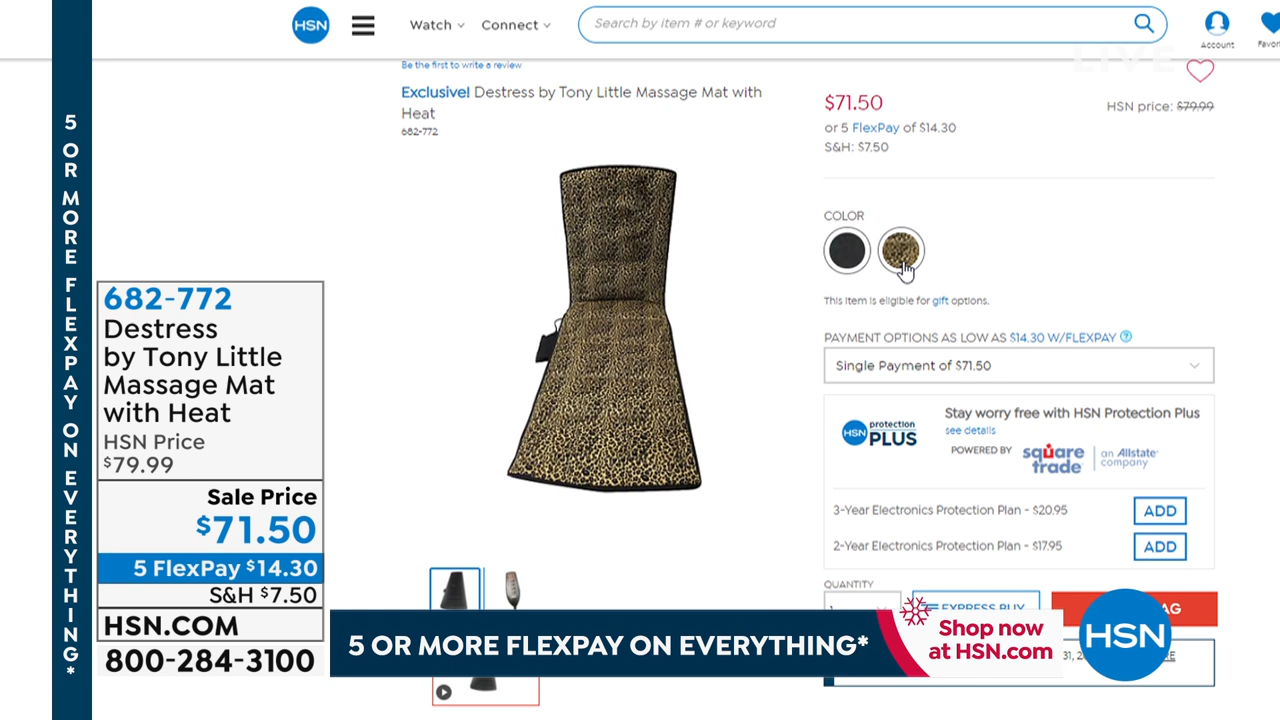 HSN
Watch
Connect
Search by item # or keyword
Account
LIVE
Be the first to write a review
Exclusive! Destress by Tony Little Massage Mat with
Heat
682-772
$71.50
HSN price: $79.99
or 5 FlexPay of $14.30
S&H: $7.50
COLOR
This item is eligible for gift options.
PAYMENT OPTIONS AS LOW AS $14.30 W/FLEXPAY ?
Single Payment of $71.50
HSN protection PLUS
Stay worry free with HSN Protection Plus
see details
POWERED BY
square trade
an Allstate company
3-Year Electronics Protection Plan - $20.95
ADD
2-Year Electronics Protection Plan - $17.95
ADD
QUANTITY
EXPRESS BUY
5 OR MORE FLEXPAY ON EVERYTHING*
682-772
Destress
by Tony Little
Massage Mat
with Heat
HSN Price
$79.99
Sale Price
$71.50
5 FlexPay $14.30
S&H $7.50
HSN.COM
800-284-3100
5 OR MORE FLEXPAY ON EVERYTHING*
Shop now
at HSN.com
HSN